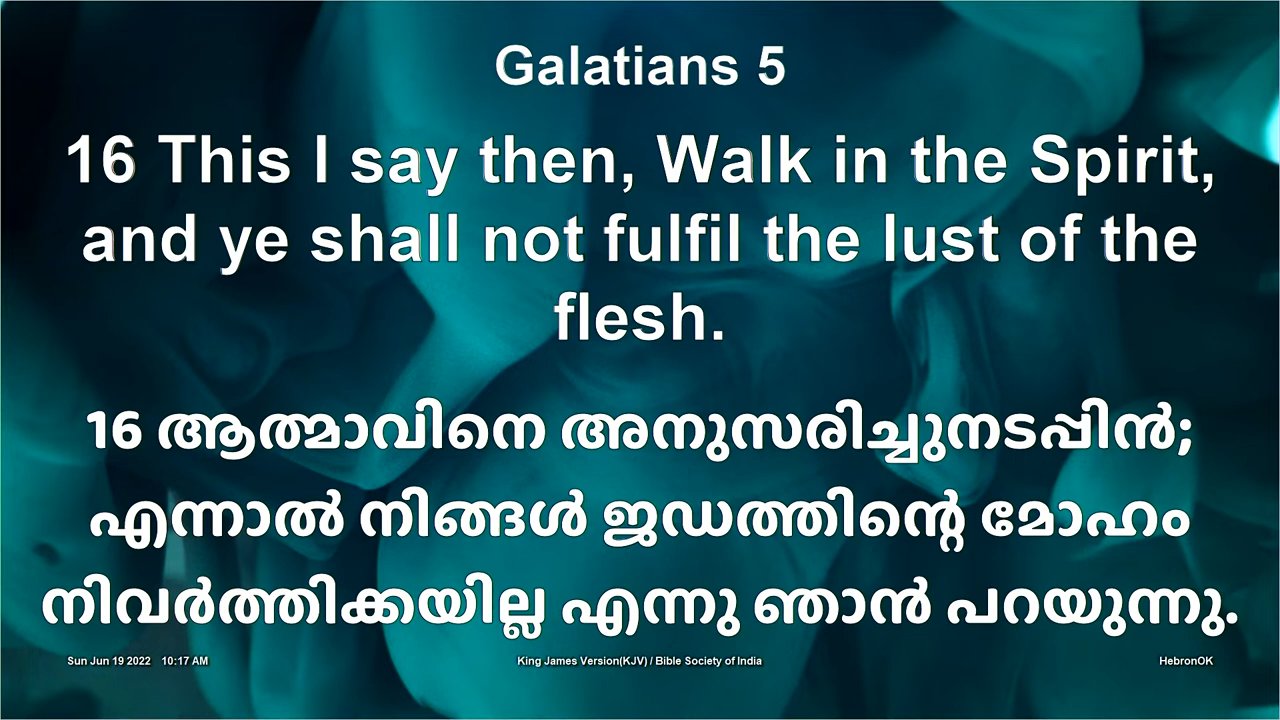 Galatians 5
16 This I say then, Walk in the Spirit,
and ye shall not fulfil the lust of the
flesh.
16 ആത്മാവിനെ അനുസരിച്ചുനടപ്പിൻ;
എന്നാൽ നിങ്ങൾ ജഡത്തിന്റെ മോഹം
നിവർത്തിക്കയില്ല എന്നു ഞാൻ പറയുന്നു.
Sun Jun 19 2022 10:17 AM King James Version(KJV) / Bible Society of India HebronOK